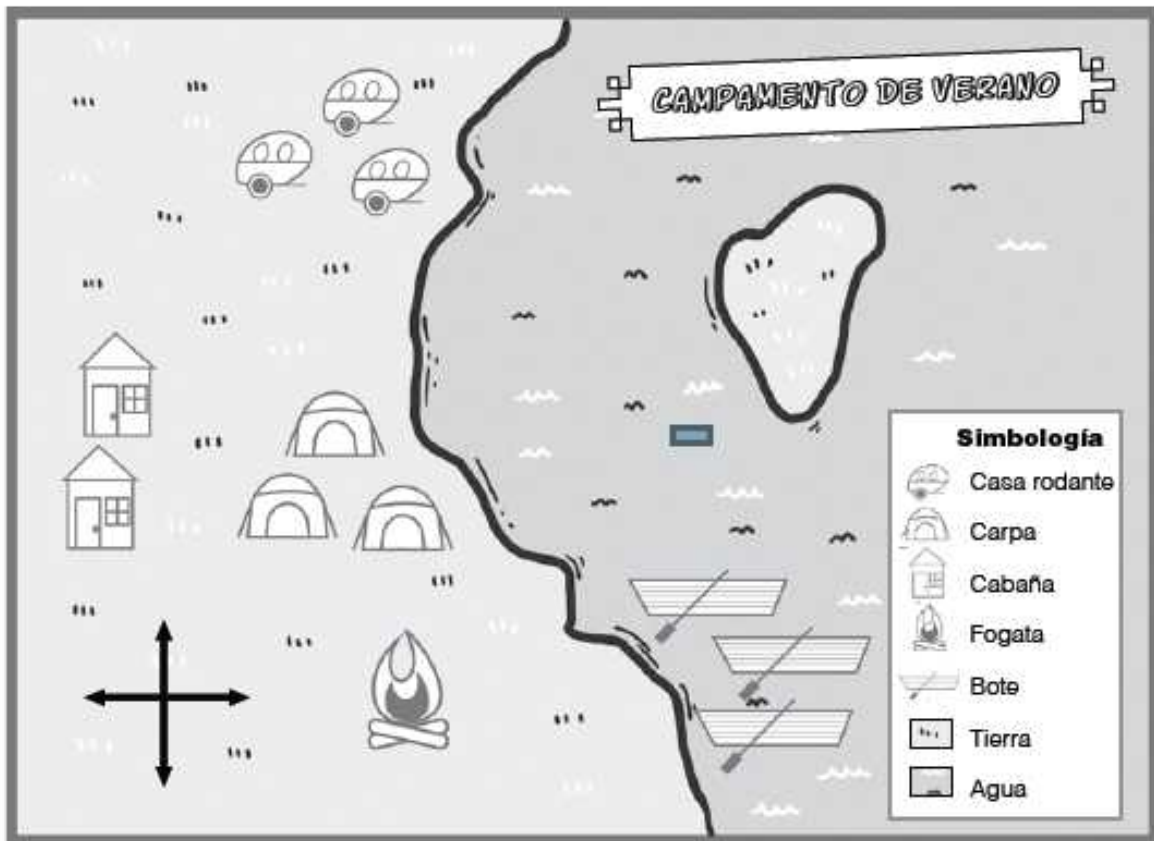 CAMPAMENTO DE VERANO
Simbología
Casa rodante
Carpa
Cabaña
Fogata
Bote
Tierra
Agua